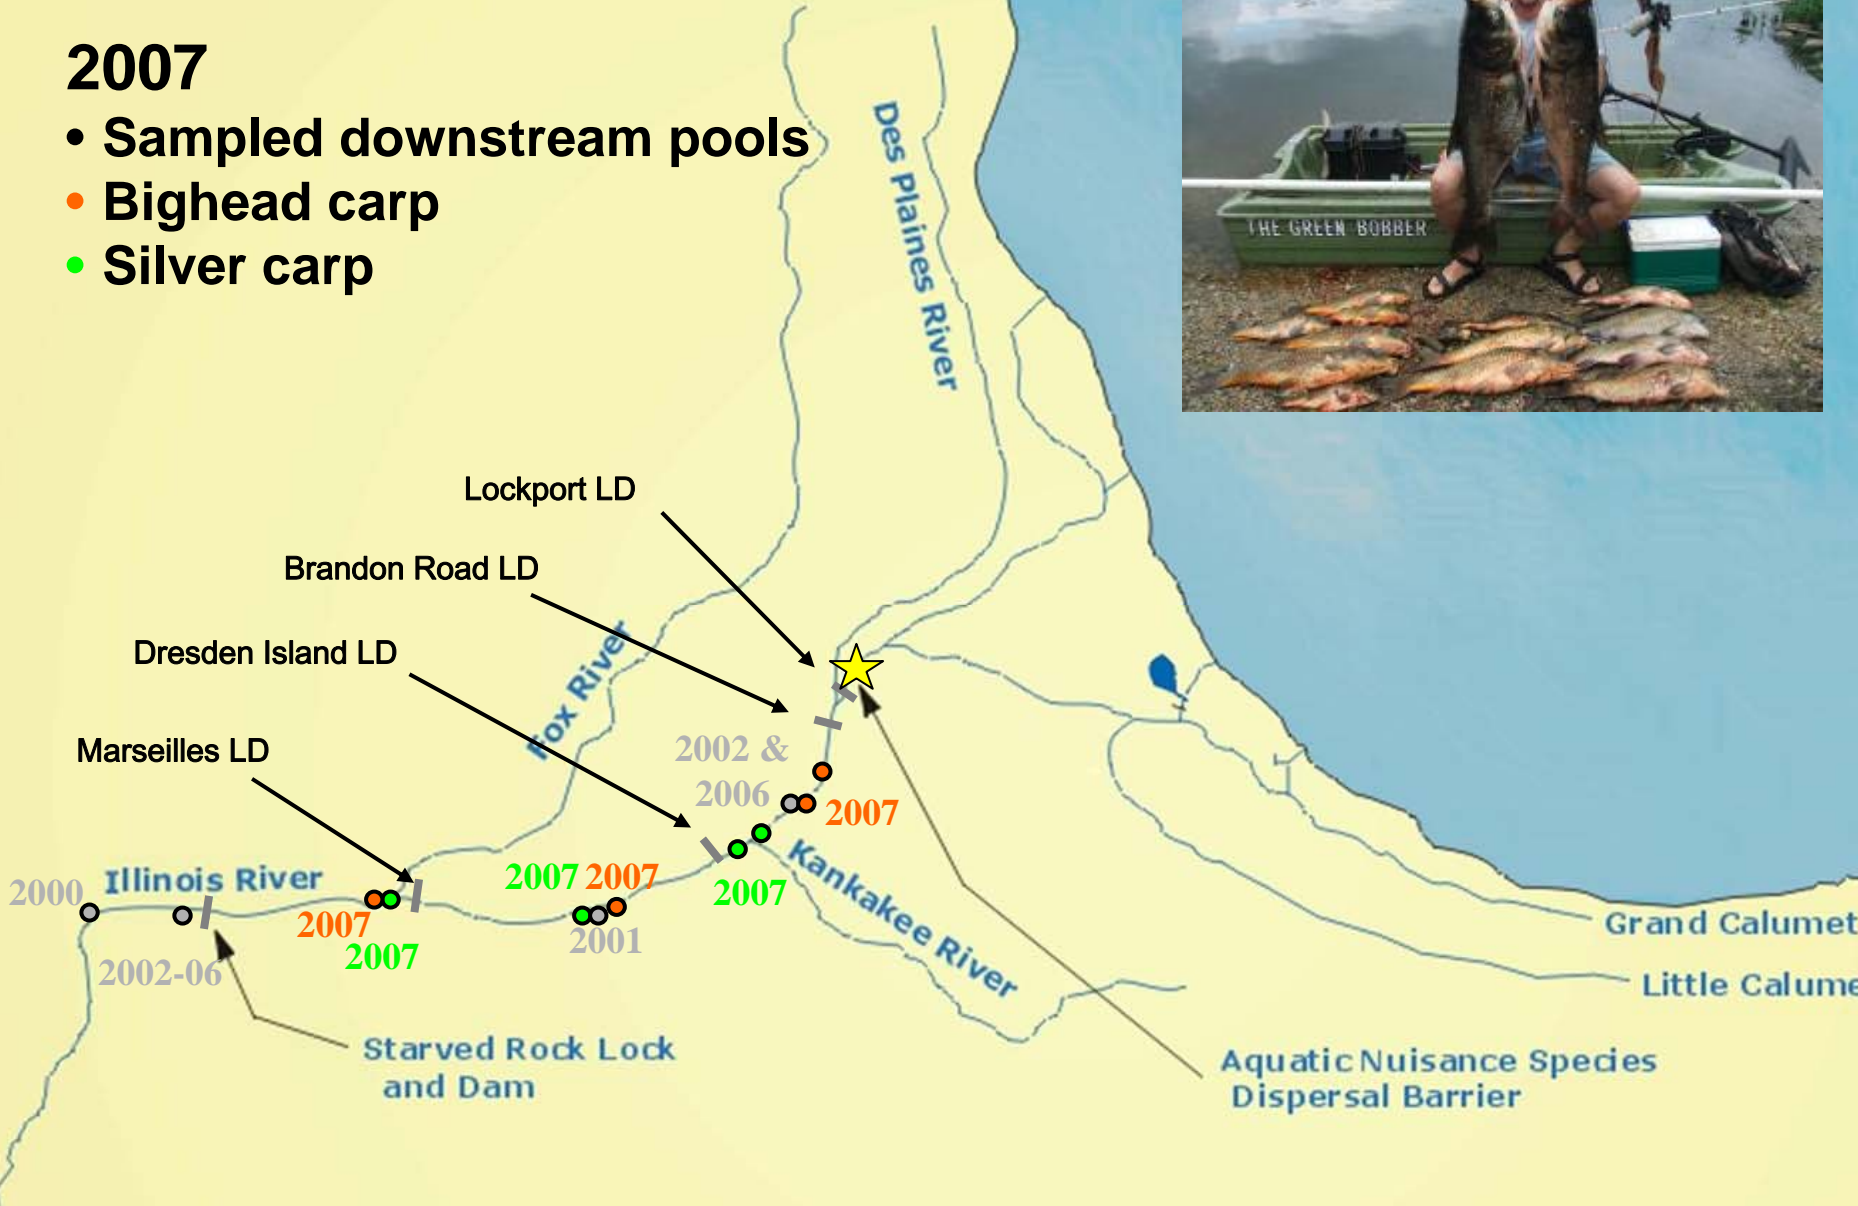 2007
• Sampled downstream pools
• Bighead carp
• Silver carp
THE GREEN BOBBER
Des Plaines River
Lockport LD
Brandon Road LD
Dresden Island LD
Fox River
Marseilles LD
2002 &
2006
2007
2007 2007
2007
Kankakee River
2000
Illinois River
2007
2007
2001
2002-06
Grand Calumet
Little Calume
Starved Rock Lock
and Dam
Aquatic Nuisance Species
Dispersal Barrier